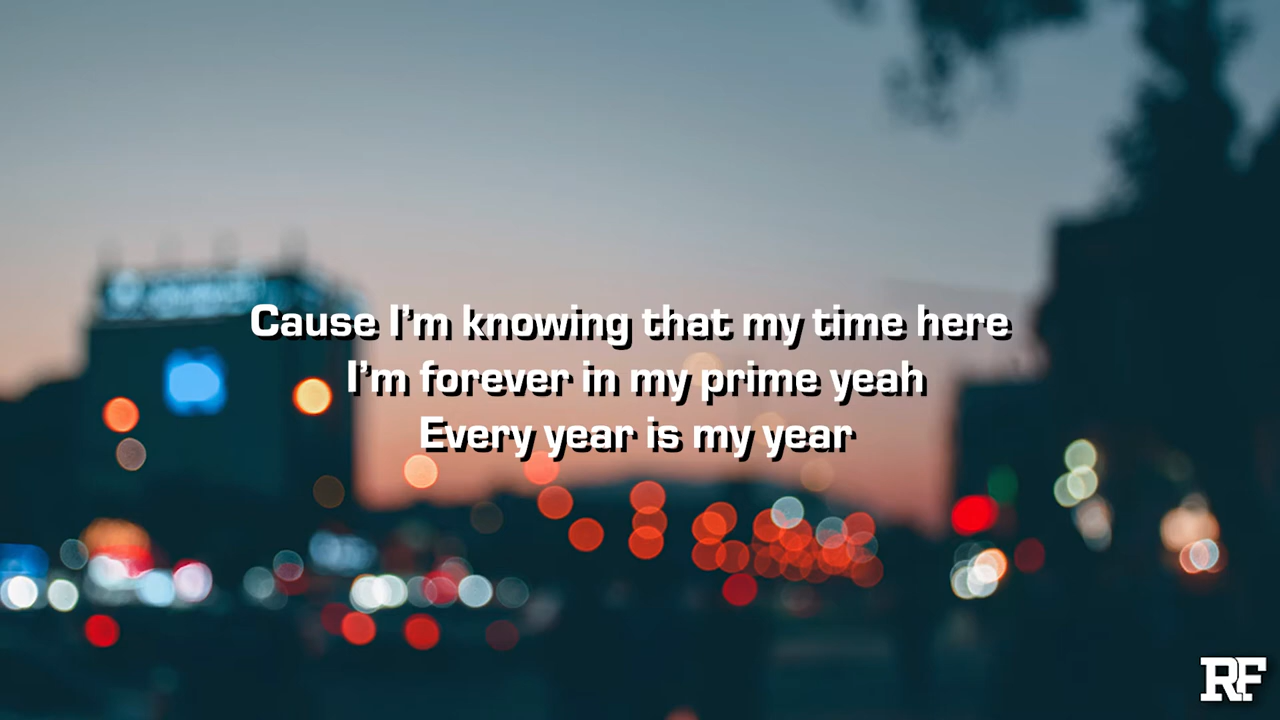 Cause I'm knowing that my time here
I'm forever in my prime yeah
Every year is my year
RF